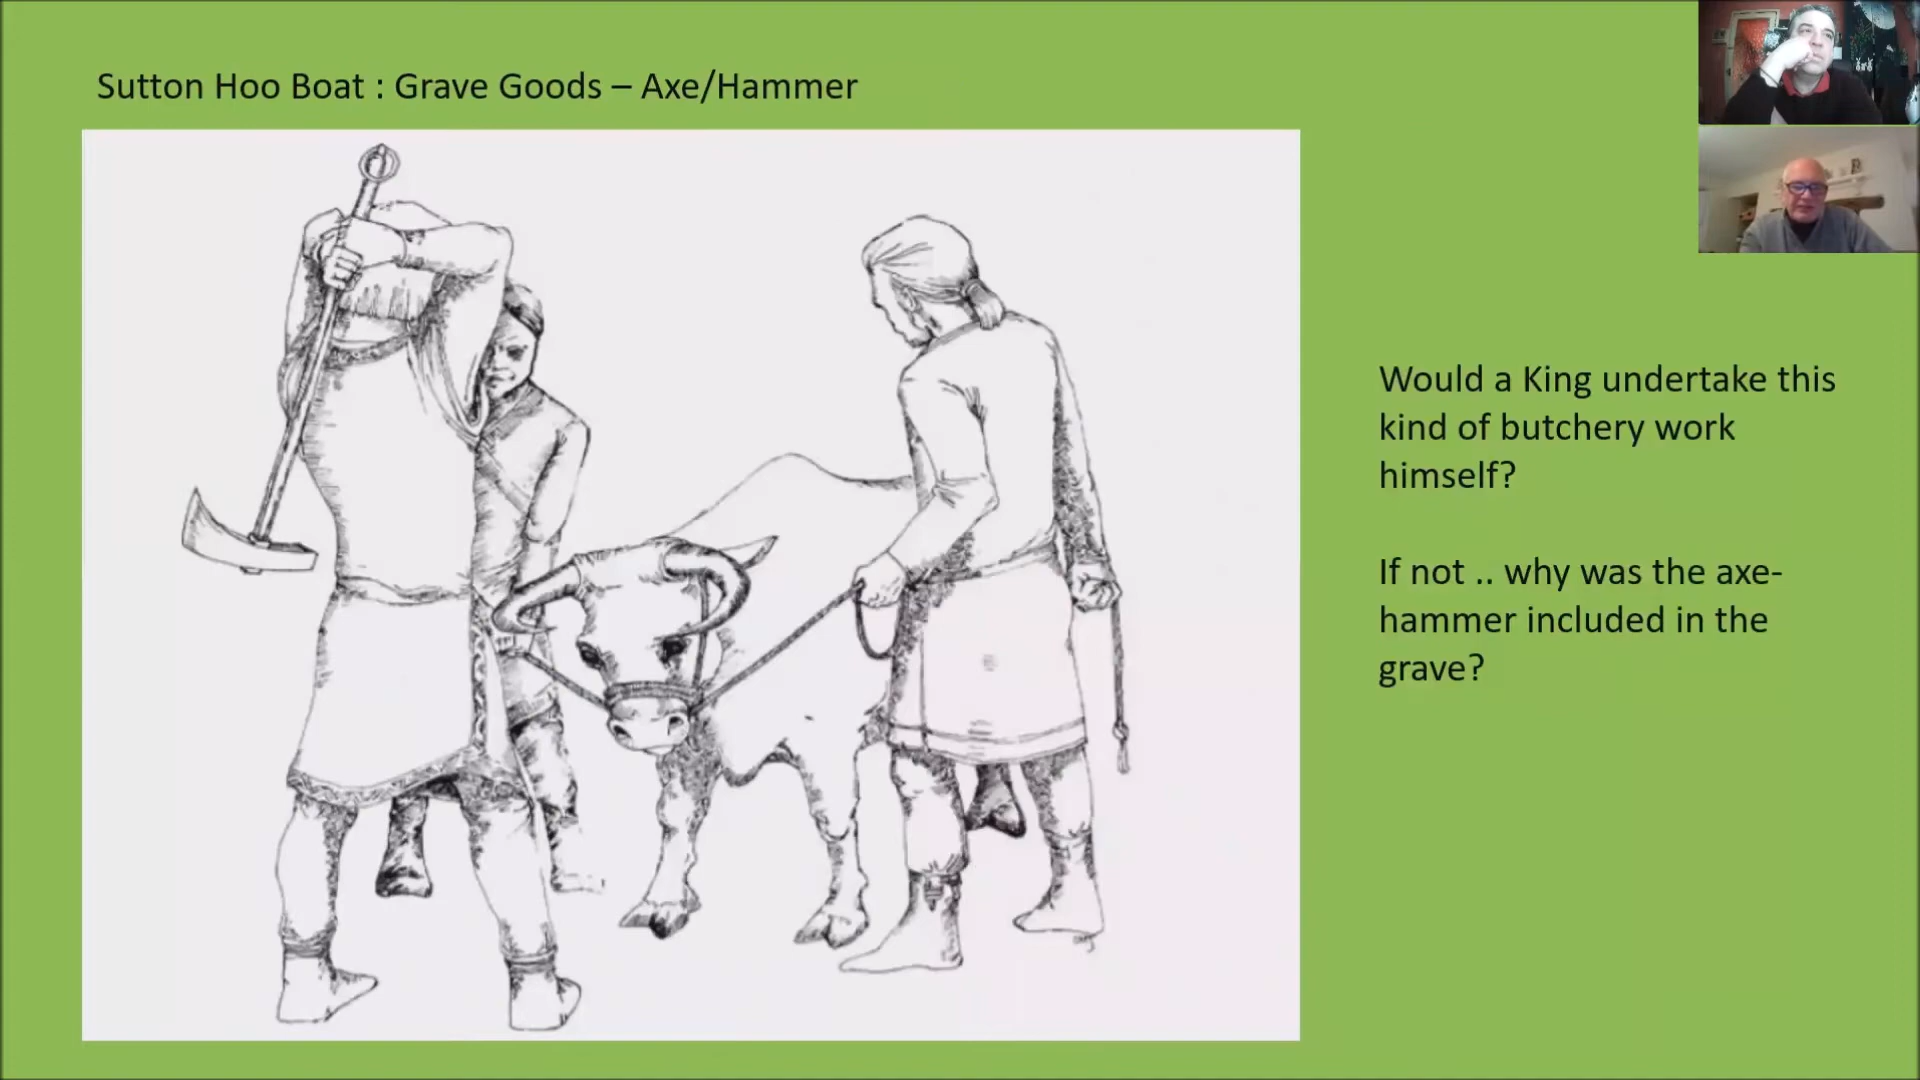 Sutton Hoo Boat : Grave Goods – Axe/Hammer
Would a King undertake this
kind of butchery work
himself?
If not .. why was the axe-
hammer included in the
grave?